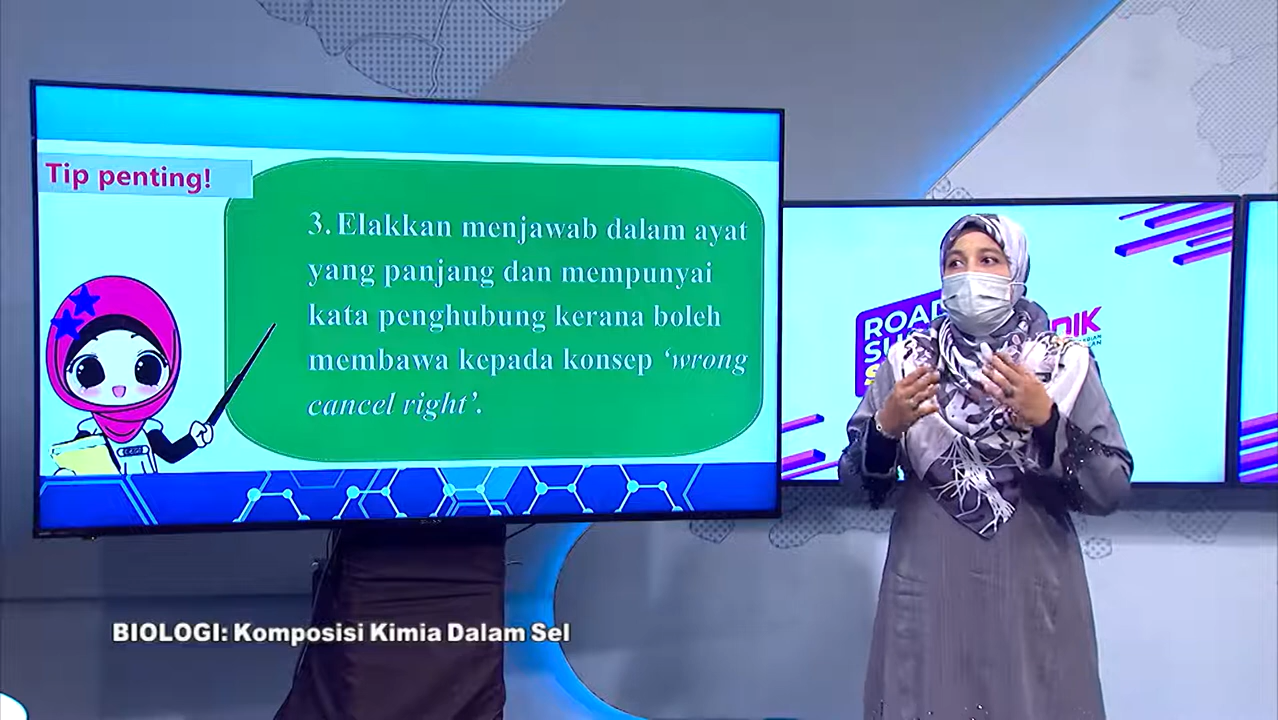 Tip penting!
3. Elakkan menjawab dalam ayat
yang panjang dan mempunyai
kata penghubung kerana boleh
membawa kepada konsep ‘wrong
cancel right’.
ROAD
BIOLOGI: Komposisi Kimia Dalam Sel